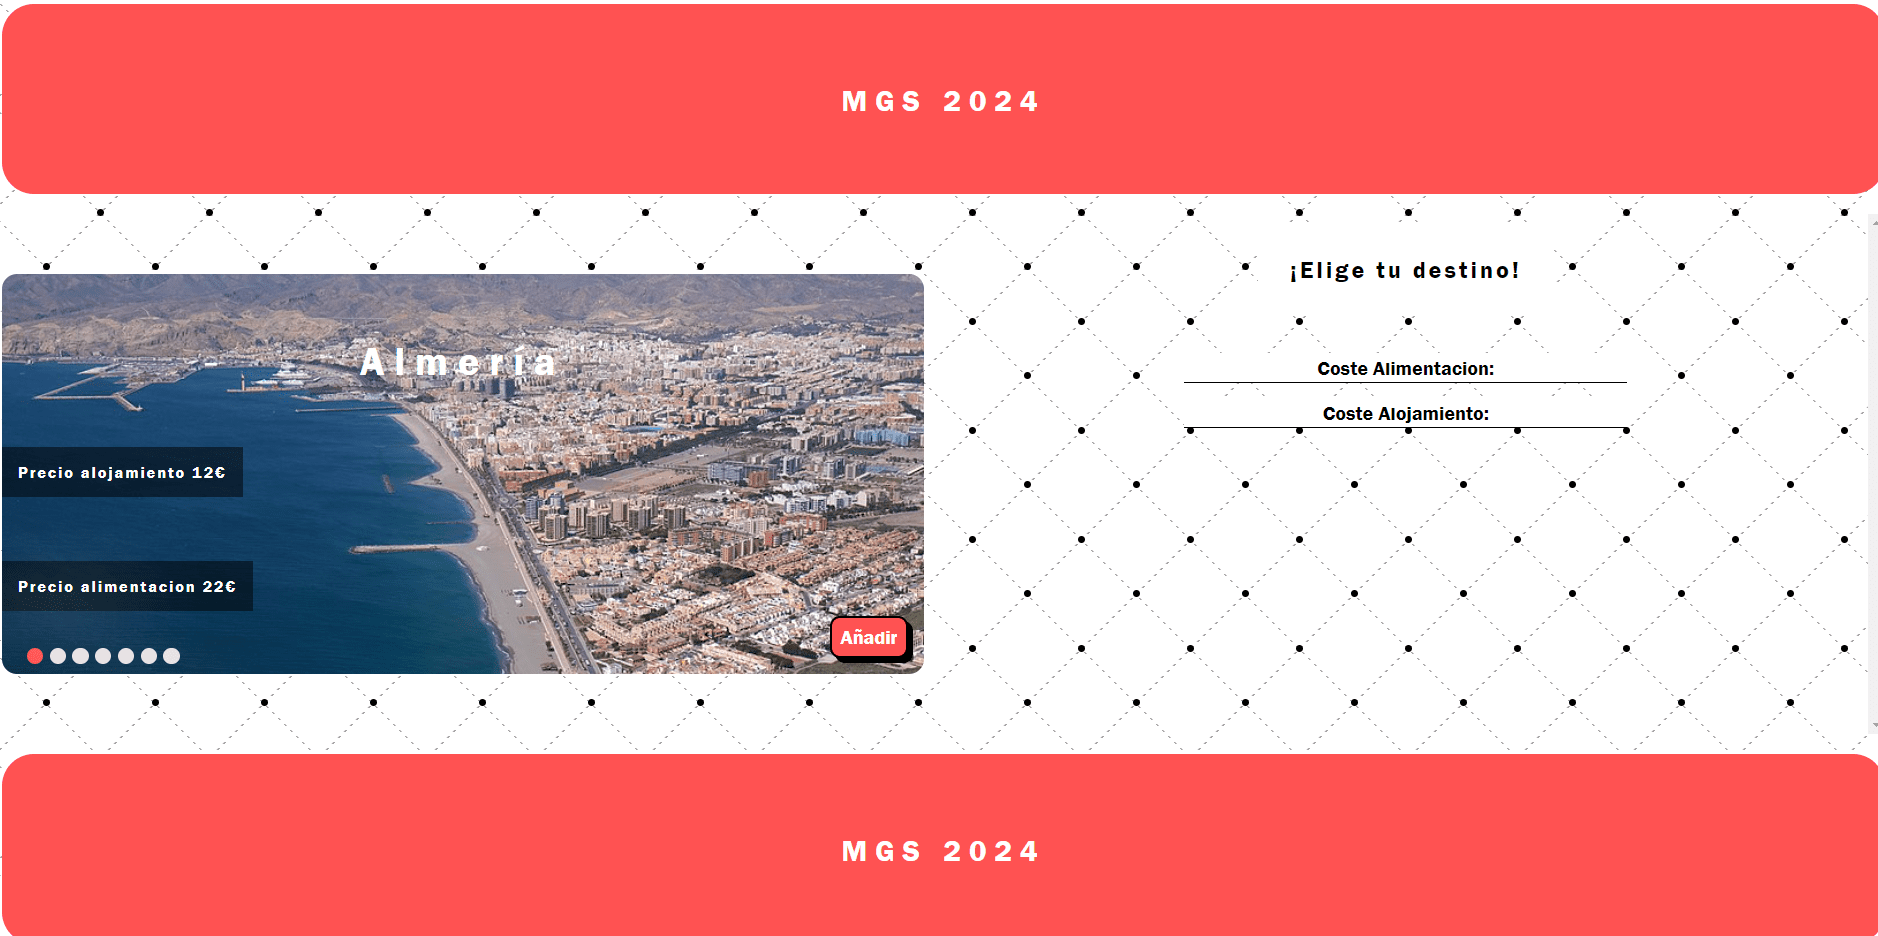 MGS 2024
¡Elige tu destino!
Almería
Coste Alimentacion:
Coste Alojamiento:
Precio alojamiento 12€
Precio alimentacion 22€
Añadir
MGS 2024